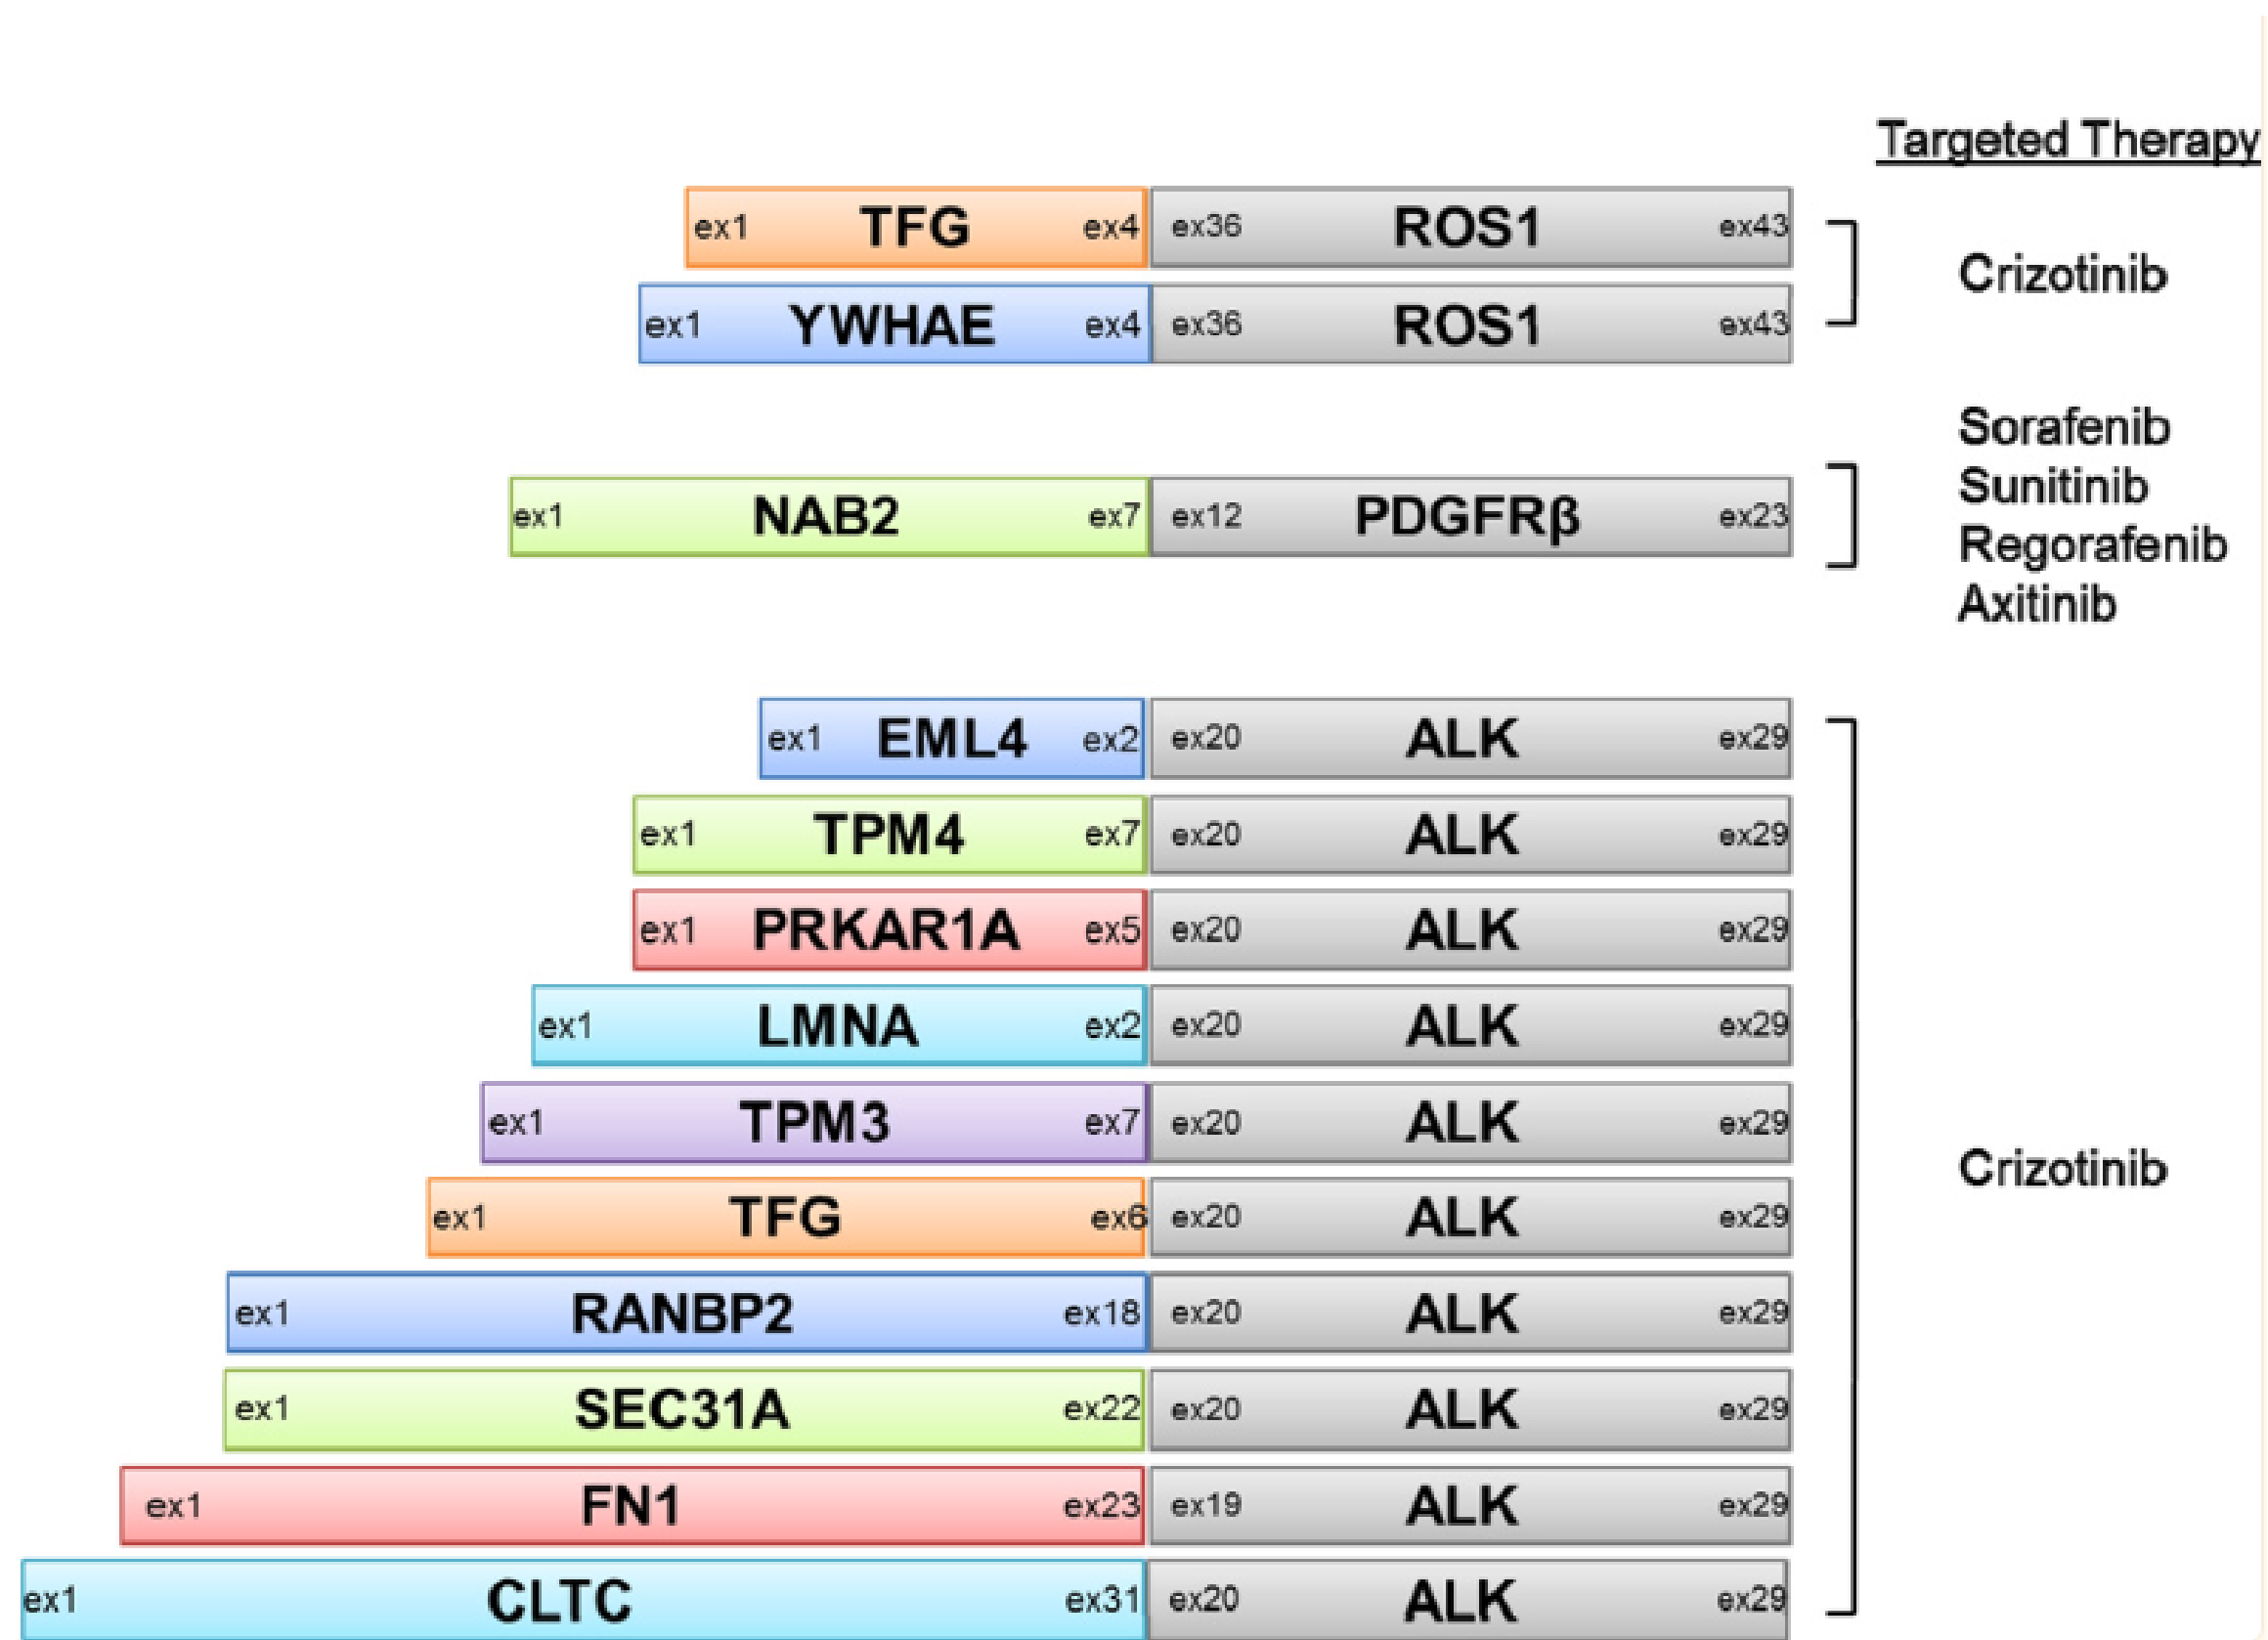 Targeted Therapy
ex1 TFG ex4 ex36 ROS1 ex43
Crizotinib
ex1 YWHAE ex4 ex36 ROS1 ex43
Sorafenib
Sunitinib
ex1 NAB2 ex7 ex12 PDGFRβ ex23
Regorafenib
Axitinib
ex1 EML4 ex2 ex20 ALK ex29
ex1 TPM4 ex7 ex20 ALK ex29
ex1 PRKAR1A ex5 ex20 ALK ex29
ex1 LMNA ex2 ex20 ALK ex29
ex1 TPM3 ex7 ex20 ALK ex29
Crizotinib
ex1 TFG ex6 ex20 ALK ex29
ex1 RANBP2 ex18 ex20 ALK ex29
ex1 SEC31A ex22 ex20 ALK ex29
ex1 FN1 ex23 ex19 ALK ex29
ex1 CLTC ex31 ex20 ALK ex29